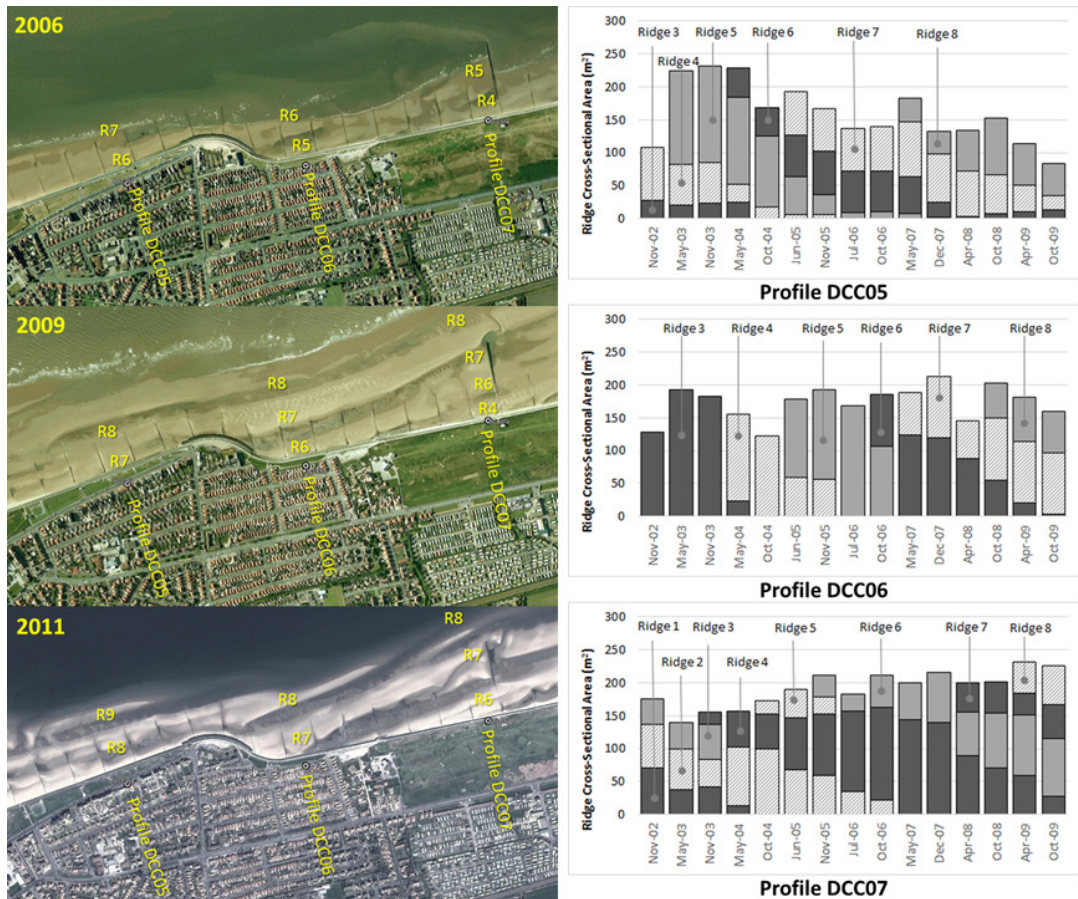 2006
R5
R4
R6
R7
R5
R6
Profile DCC05
Profile DCC06
Profile DCC07
2009
R8
R7
R8
R6
R7
R8
R4
R6
R7
Profile DCC05
Profile DCC06
Profile DCC07
2011
R8
R7
R8
R6
R9
R7
R8
Profile DCC05
Profile DCC06
Profile DCC07
Ridge Cross-Sectional Area (m²)
300
250
200
150
100
50
0
Ridge 3
Ridge 4
Ridge 5
Ridge 6
Ridge 7
Ridge 8
Nov-02
May-03
Nov-03
May-04
Oct-04
Jun-05
Nov-05
Jul-06
Oct-06
May-07
Dec-07
Apr-08
Oct-08
Apr-09
Oct-09
Profile DCC05
Ridge Cross-Sectional Area (m²)
300
250
200
150
100
50
0
Ridge 3
Ridge 4
Ridge 5
Ridge 6
Ridge 7
Ridge 8
Nov-02
May-03
Nov-03
May-04
Oct-04
Jun-05
Nov-05
Jul-06
Oct-06
May-07
Dec-07
Apr-08
Oct-08
Apr-09
Oct-09
Profile DCC06
Ridge Cross-Sectional Area (m²)
300
250
200
150
100
50
0
Ridge 1
Ridge 2
Ridge 3
Ridge 4
Ridge 5
Ridge 6
Ridge 7
Ridge 8
Nov-02
May-03
Nov-03
May-04
Oct-04
Jun-05
Nov-05
Jul-06
Oct-06
May-07
Dec-07
Apr-08
Oct-08
Apr-09
Oct-09
Profile DCC07